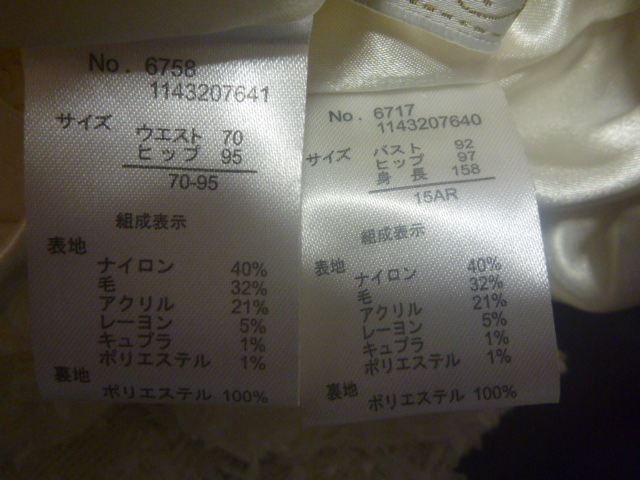 No. 6758
1143207641
サイズ
ウエスト 70
ヒップ 95
70-95
組成表示
表地
ナイロン 40%
毛 32%
アクリル 21%
レーヨン 5%
キュプラ 1%
ポリエステル 1%
裏地
ポリエステル 100%
No. 6717
1143207640
サイズ
バスト 92
ヒップ 97
身 長 158
15AR
組成表示
表地
ナイロン 40%
毛 32%
アクリル 21%
レーヨン 5%
キュプラ 1%
ポリエステル 1%
裏地
ポリエステル 100%